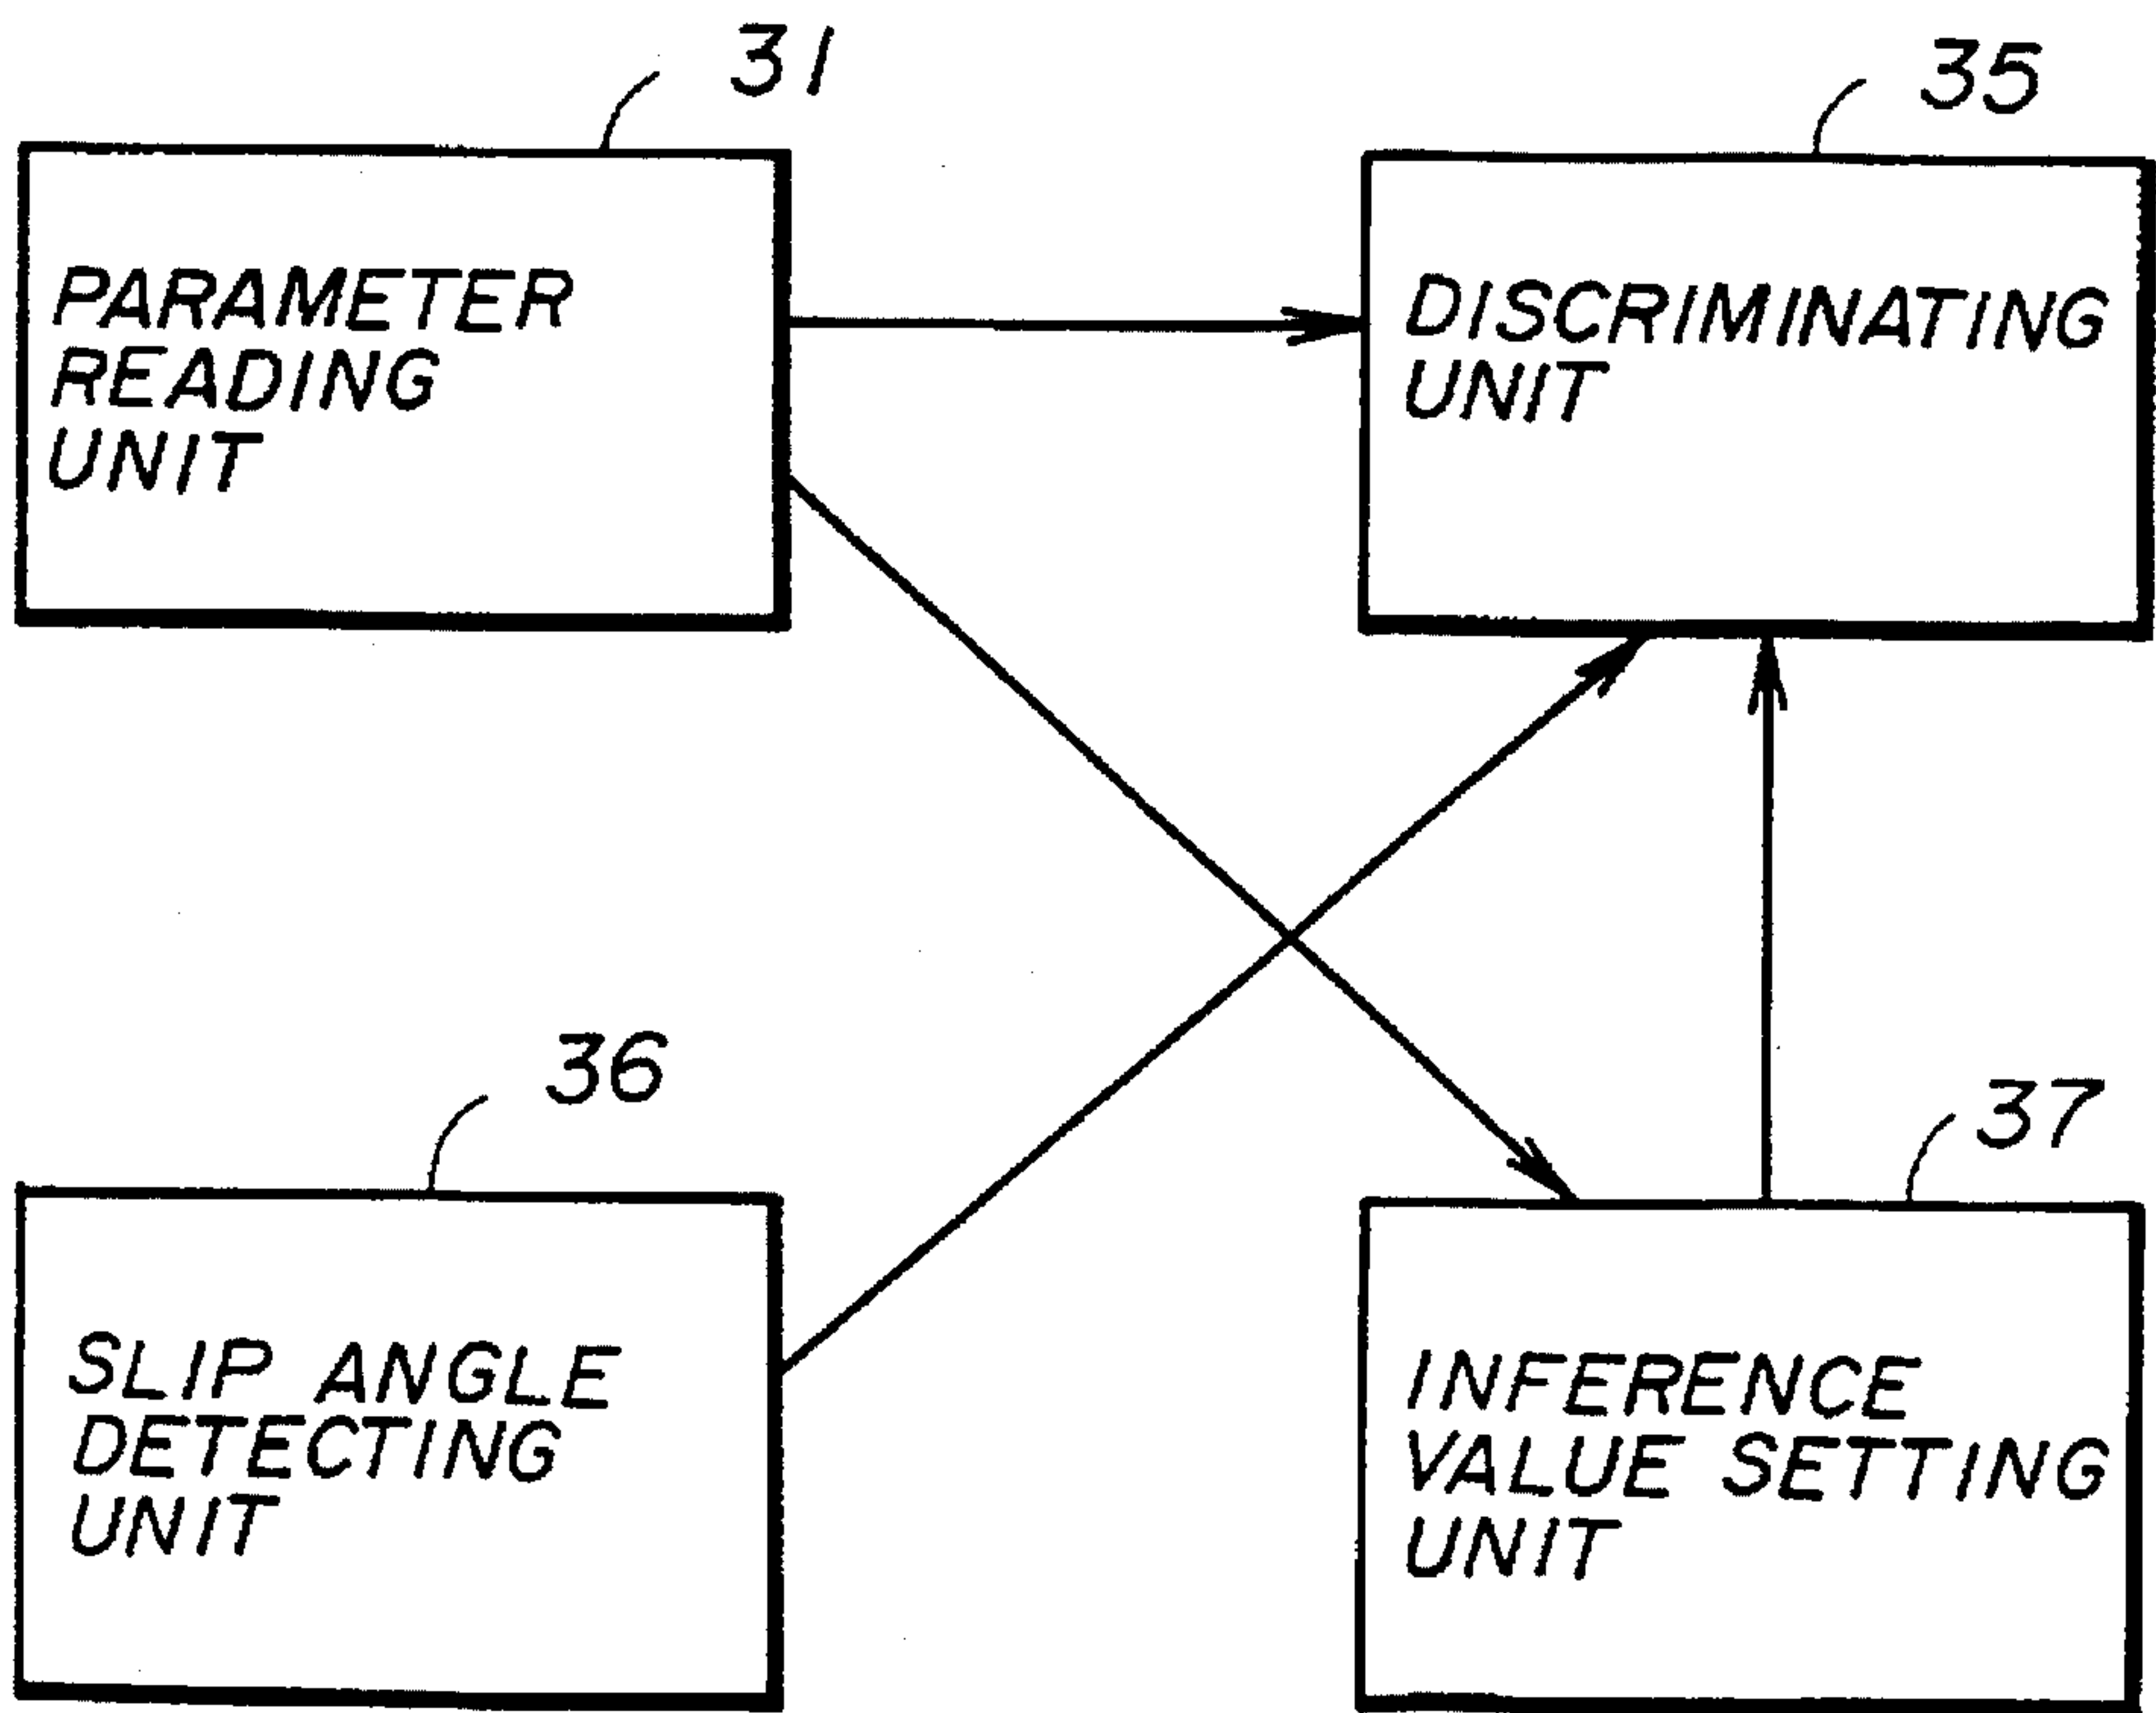 31
PARAMETER
READING
UNIT
35
DISCRIMINATING
UNIT
36
SLIP ANGLE
DETECTING
UNIT
37
INFERENCE
VALUE SETTING
UNIT